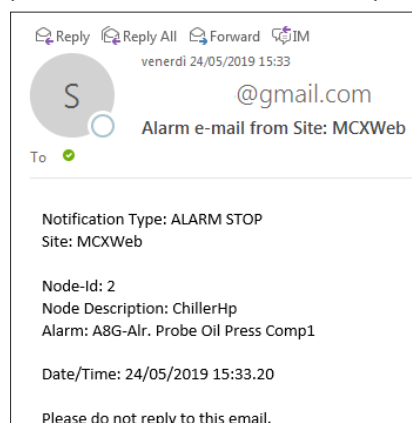 Reply Reply All Forward IM
venerdì 24/05/2019 15:33
S
@gmail.com
Alarm e-mail from Site: MCXWeb
To
Notification Type: ALARM STOP
Site: MCXWeb
Node-Id: 2
Node Description: ChillerHp
Alarm: A8G-Alr. Probe Oil Press Comp1
Date/Time: 24/05/2019 15:33.20
Please do not reply to this email.